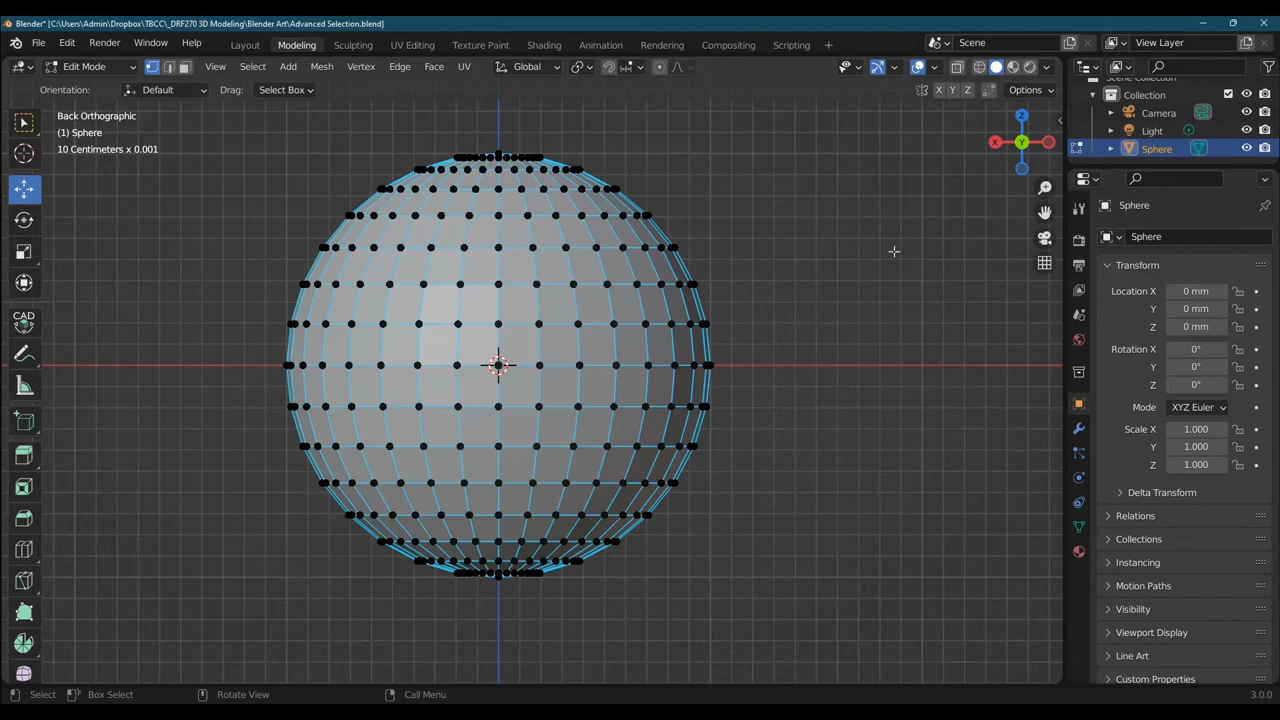 Blender* [C:\Users\Admin\Dropbox\TBCC\_DRF270 3D Modeling\Blender Art\Advanced Selection.blend]
File Edit Render Window Help Layout Modeling Sculpting UV Editing Texture Paint Shading Animation Rendering Compositing Scripting + Scene View Layer
Edit Mode View Select Add Mesh Vertex Edge Face UV Global
Orientation: Default Drag: Select Box X Y Z Options
Back Orthographic
(1) Sphere
10 Centimeters x 0.001
CAD
Z
Y
Scene Collection
Collection
Camera
Light
Sphere
Sphere
Sphere
Transform
Location X 0 mm
Y 0 mm
Z 0 mm
Rotation X 0°
Y 0°
Z 0°
Mode XYZ Euler
Scale X 1.000
Y 1.000
Z 1.000
Delta Transform
Relations
Collections
Instancing
Motion Paths
Visibility
Viewport Display
Line Art
Custom Properties
Select Box Select Rotate View Call Menu 3.0.0